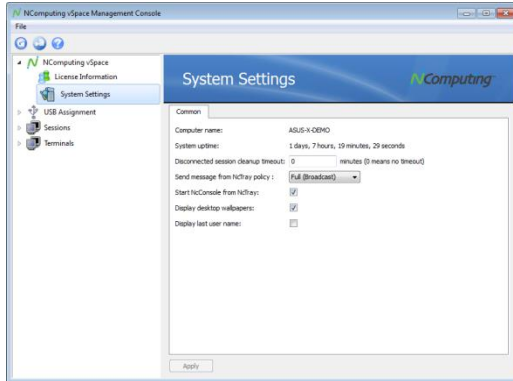 NComputing vSpace Management Console
File
NComputing vSpace
License Information
System Settings
USB Assignment
Sessions
Terminals
System Settings
NComputing
Common
Computer name: ASUS-X-DEMO
System uptime: 1 days, 7 hours, 19 minutes, 29 seconds
Disconnected session cleanup timeout: 0 minutes (0 means no timeout)
Send message from NcTray policy : Full (Broadcast)
Start NcConsole from NcTray:
Display desktop wallpapers:
Display last user name:
Apply